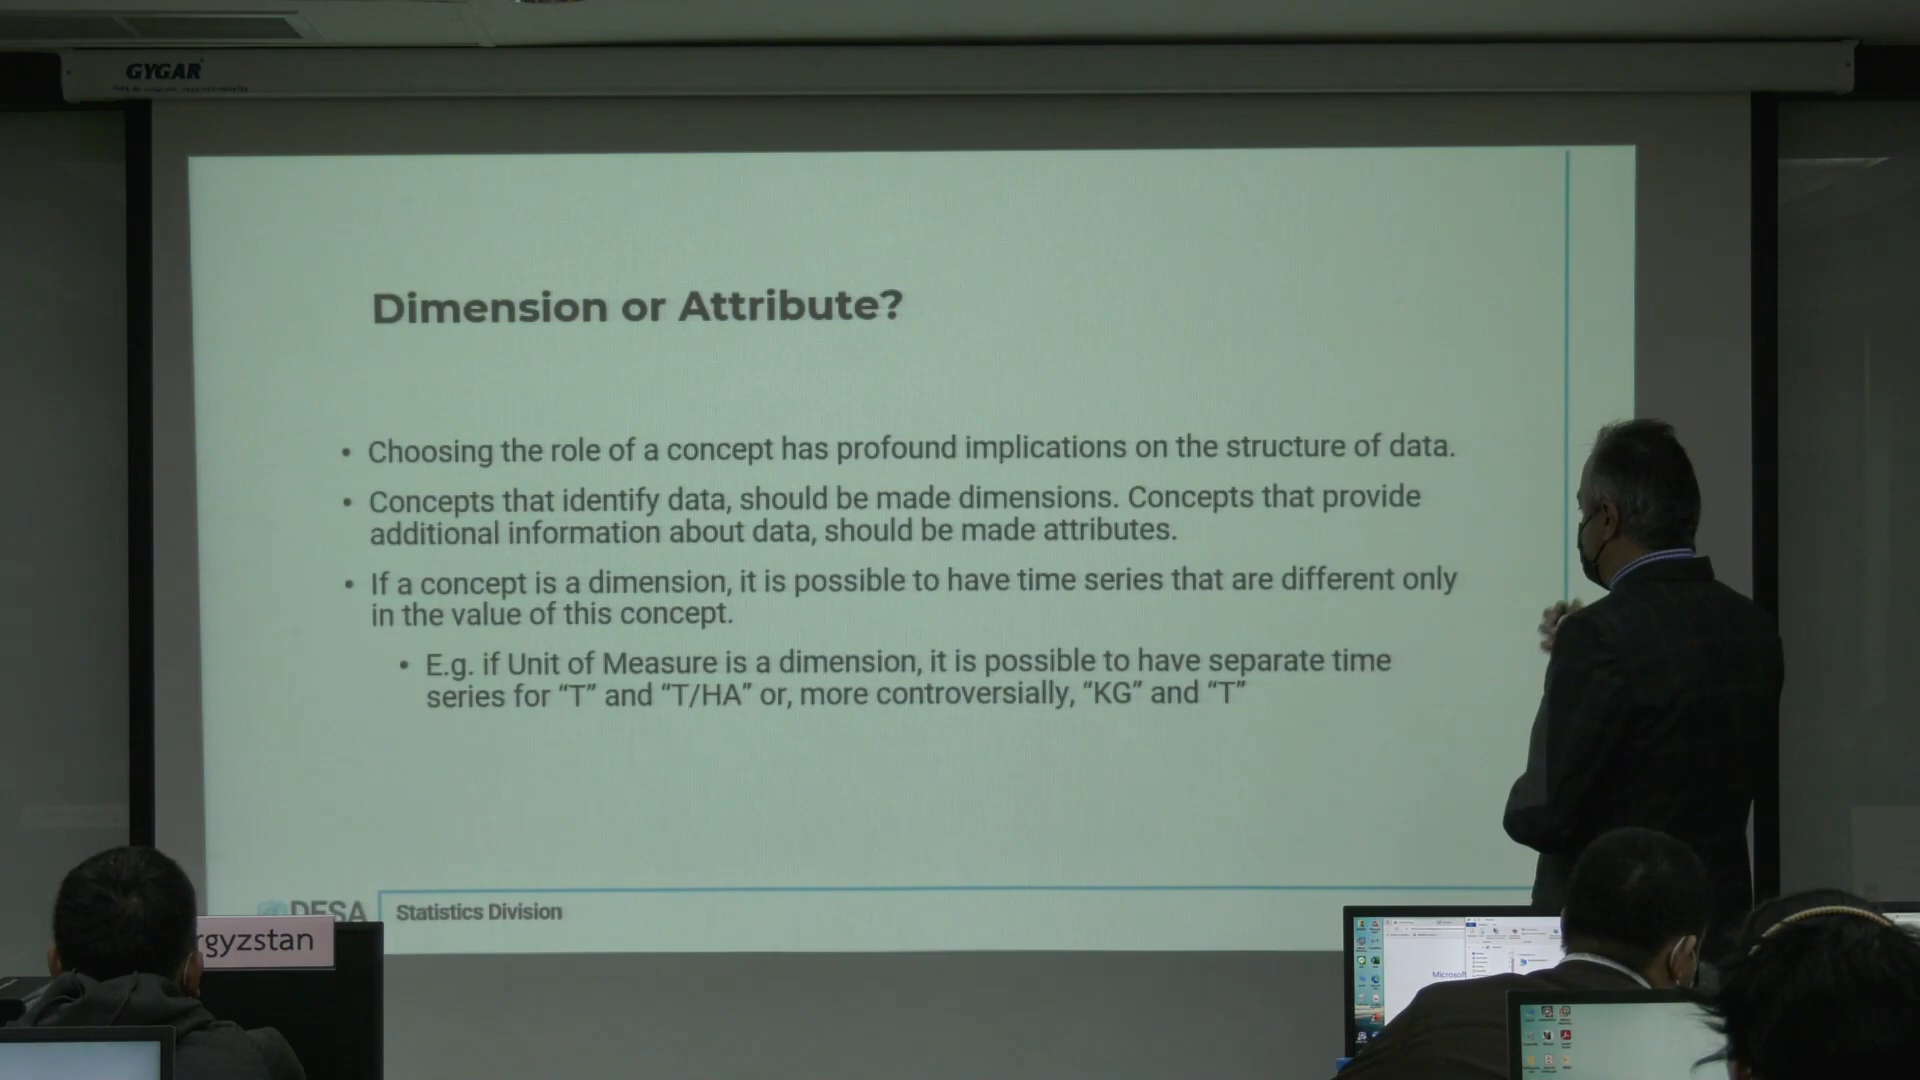 GYGAR
Dimension or Attribute?
• Choosing the role of a concept has profound implications on the structure of data.
• Concepts that identify data, should be made dimensions. Concepts that provide
additional information about data, should be made attributes.
• If a concept is a dimension, it is possible to have time series that are different only
in the value of this concept.
• E.g. if Unit of Measure is a dimension, it is possible to have separate time
series for “T” and “T/HA” or, more controversially, “KG” and “T”
DESA
Statistics Division
rgyzstan
Microsoft